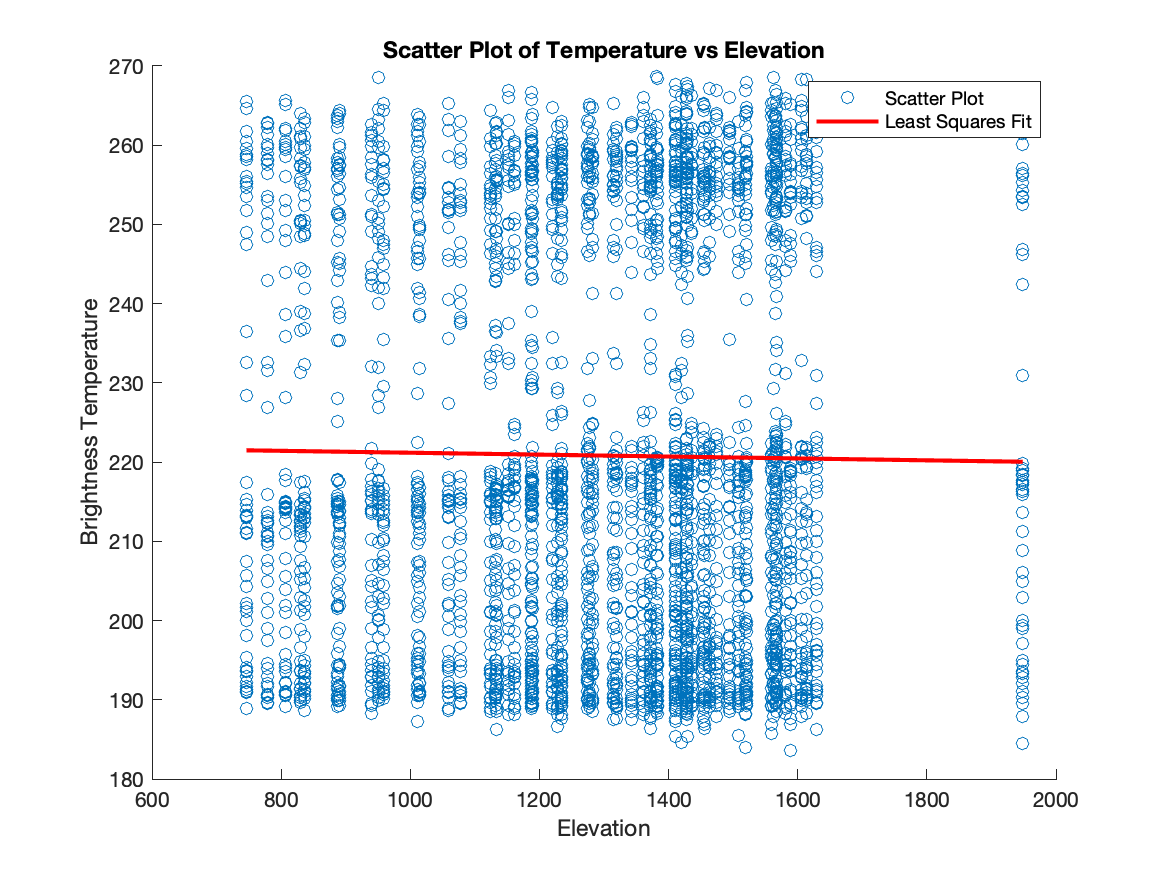 Scatter Plot of Temperature vs Elevation
Scatter Plot
Least Squares Fit
270
260
250
240
230
220
210
200
190
180
Brightness Temperature
600 800 1000 1200 1400 1600 1800 2000
Elevation